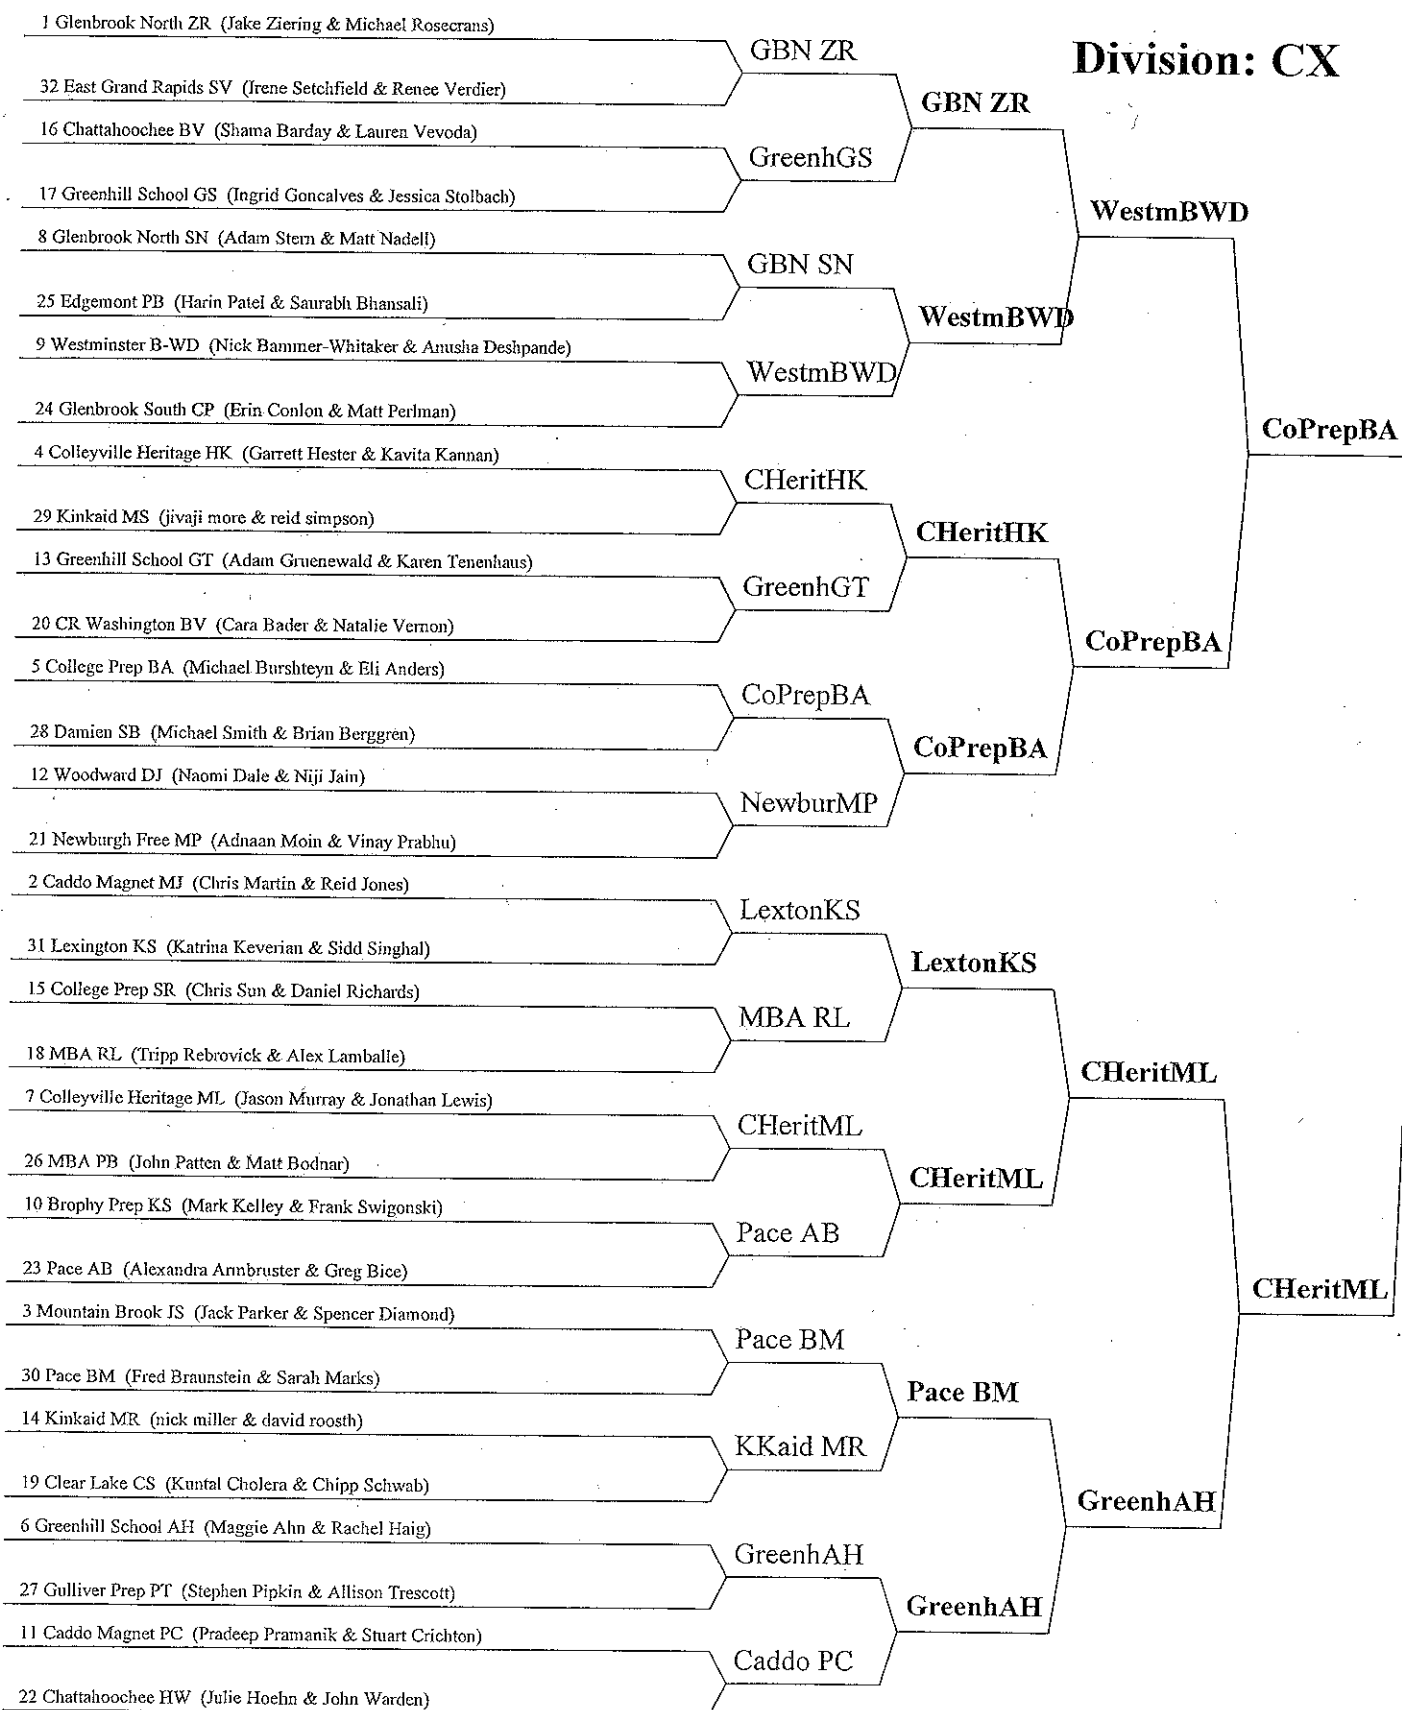 Division: CX
1 Glenbrook North ZR (Jake Ziering & Michael Rosecrans)
GBN ZR
32 East Grand Rapids SV (Irene Setchfield & Renee Verdier)
GBN ZR
16 Chattahoochee BV (Shama Barday & Lauren Vevoda)
GreenhGS
17 Greenhill School GS (Ingrid Goncalves & Jessica Stolbach)
WestmBWD
8 Glenbrook North SN (Adam Stern & Matt Nadell)
GBN SN
25 Edgemont PB (Harin Patel & Saurabh Bhansali)
WestmBWD
9 Westminster B-WD (Nick Bammer-Whitaker & Anusha Deshpande)
WestmBWD
24 Glenbrook South CP (Erin Conlon & Matt Perlman)
CoPrepBA
4 Colleyville Heritage HK (Garrett Hester & Kavita Kannan)
CHeritHK
29 Kinkaid MS (jivaji more & reid simpson)
CHeritHK
13 Greenhill School GT (Adam Gruenewald & Karen Tenenhaus)
GreenhGT
20 CR Washington BV (Cara Bader & Natalie Vernon)
CoPrepBA
5 College Prep BA (Michael Burshteyn & Eli Anders)
CoPrepBA
28 Damien SB (Michael Smith & Brian Berggren)
CoPrepBA
12 Woodward DJ (Naomi Dale & Niji Jain)
NewburMP
21 Newburgh Free MP (Adnaan Moin & Vinay Prabhu)
2 Caddo Magnet MJ (Chris Martin & Reid Jones)
LextonKS
31 Lexington KS (Katrina Keverian & Sidd Singhal)
LextonKS
15 College Prep SR (Chris Sun & Daniel Richards)
MBA RL
18 MBA RL (Tripp Rebrovick & Alex Lamballe)
CHeritML
7 Colleyville Heritage ML (Jason Murray & Jonathan Lewis)
CHeritML
26 MBA PB (John Patten & Matt Bodnar)
CHeritML
10 Brophy Prep KS (Mark Kelley & Frank Swigonski)
Pace AB
23 Pace AB (Alexandra Annbruster & Greg Bice)
CHeritML
3 Mountain Brook JS (Jack Parker & Spencer Diamond)
Pace BM
30 Pace BM (Fred Braunstein & Sarah Marks)
Pace BM
14 Kinkaid MR (nick miller & david roosth)
KKaid MR
19 Clear Lake CS (Kuntal Cholera & Chipp Schwab)
GreenhAH
6 Greenhill School AH (Maggie Ahn & Rachel Haig)
GreenhAH
27 Gulliver Prep PT (Stephen Pipkin & Allison Trescott)
GreenhAH
11 Caddo Magnet PC (Pradeep Pramanik & Stuart Crichton)
Caddo PC
22 Chattahoochee HW (Julie Hoehn & John Warden)